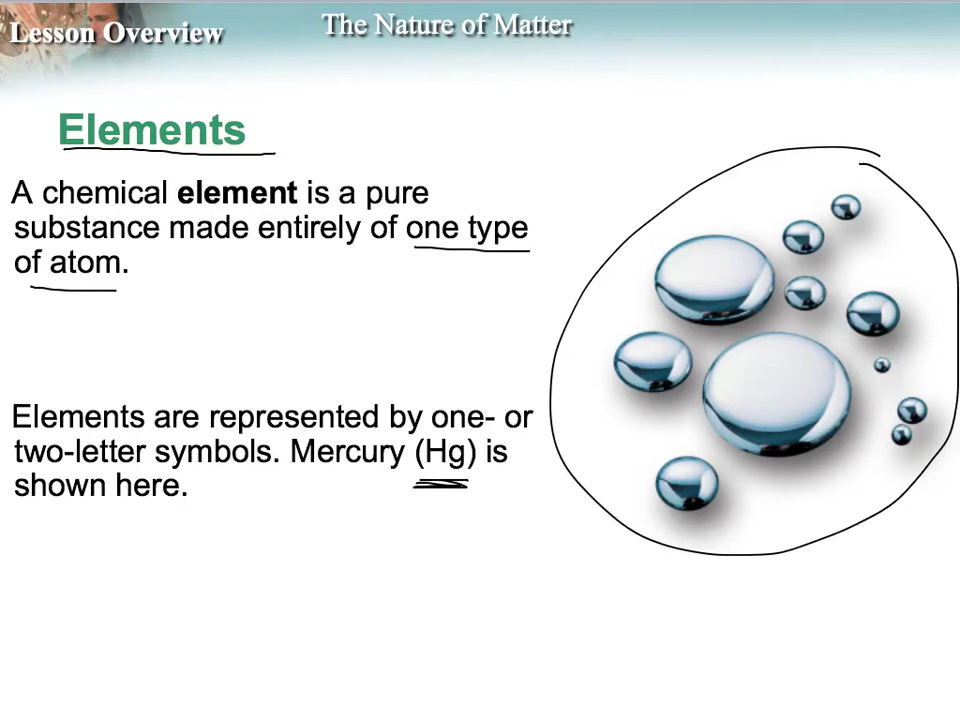 Lesson Overview
The Nature of Matter
Elements
A chemical element is a pure
substance made entirely of one type
of atom.
Elements are represented by one- or
two-letter symbols. Mercury (Hg) is
shown here.